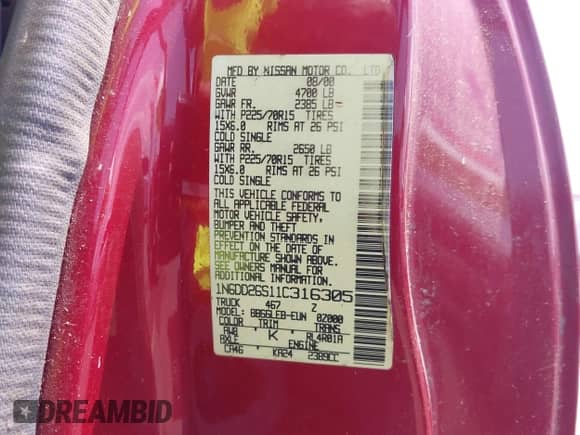 MFD BY NISSAN MOTOR CO., LTD
DATE 08/00
GVWR 4700 LB
GAWR FR. 2385 LB
WITH P225/70R15 TIRES
15X6.0 RIMS AT 26 PSI
COLD SINGLE
GAWR RR. 2650 LB
WITH P225/70R15 TIRES
15X6.0 RIMS AT 26 PSI
COLD SINGLE
THIS VEHICLE CONFORMS TO
ALL APPLICABLE FEDERAL
MOTOR VEHICLE SAFETY,
BUMPER AND THEFT
PREVENTION STANDARDS IN
EFFECT ON THE DATE OF
MANUFACTURE SHOWN ABOVE.
SEE OWNERS MANUAL FOR
ADDITIONAL INFORMATION
1N6DD26S11C316305
TRUCK 467 2
MODEL: BBGGLEB-EUN 02000
COLOR TRIM TRANS
AW0 K RL4R01A
AXLE ENGINE
CA46 KA24 2389CC
DREAMBID